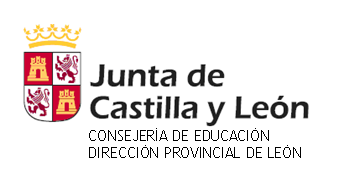 Junta de
Castilla y León
CONSEJERÍA DE EDUCACIÓN
DIRECCIÓN PROVINCIAL DE LEÓN